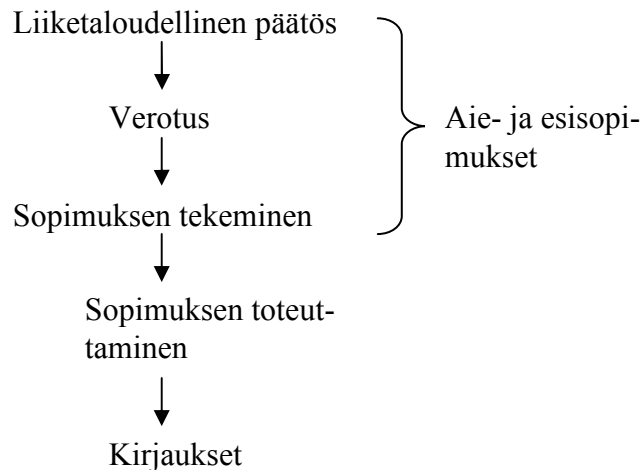 Liiketaloudellinen päätös
Verotus
Aie- ja esisopi-
mukset
Sopimuksen tekeminen
Sopimuksen toteut-
taminen
Kirjaukset